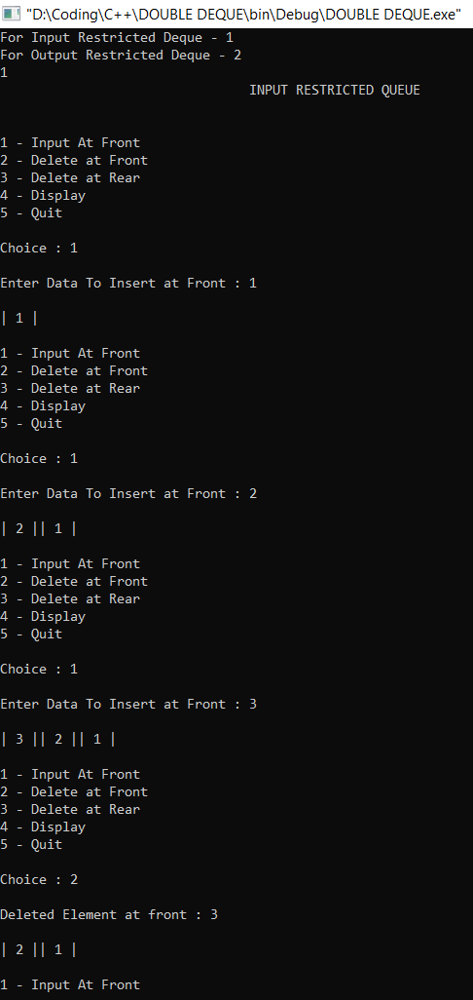 "D:\Coding\C++\DOUBLE DEQUE\bin\Debug\DOUBLE DEQUE.exe"
For Input Restricted Deque - 1
For Output Restricted Deque - 2
1
INPUT RESTRICTED QUEUE
1 - Input At Front
2 - Delete at Front
3 - Delete at Rear
4 - Display
5 - Quit
Choice : 1
Enter Data To Insert at Front : 1
| 1 |
1 - Input At Front
2 - Delete at Front
3 - Delete at Rear
4 - Display
5 - Quit
Choice : 1
Enter Data To Insert at Front : 2
| 2 || 1 |
1 - Input At Front
2 - Delete at Front
3 - Delete at Rear
4 - Display
5 - Quit
Choice : 1
Enter Data To Insert at Front : 3
| 3 || 2 || 1 |
1 - Input At Front
2 - Delete at Front
3 - Delete at Rear
4 - Display
5 - Quit
Choice : 2
Deleted Element at front : 3
| 2 || 1 |
1 - Input At Front